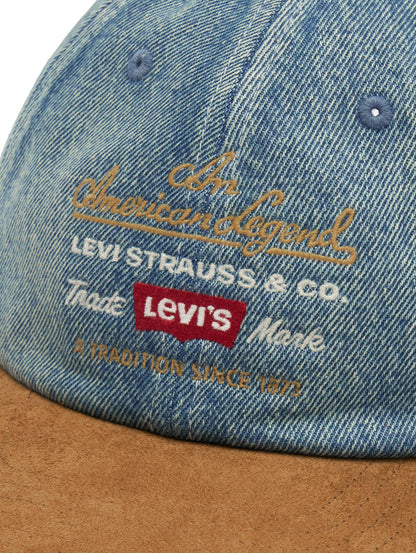 An
American Legend
LEVI STRAUSS & CO.
Trade LEVI'S Mark
A TRADITION SINCE 1873